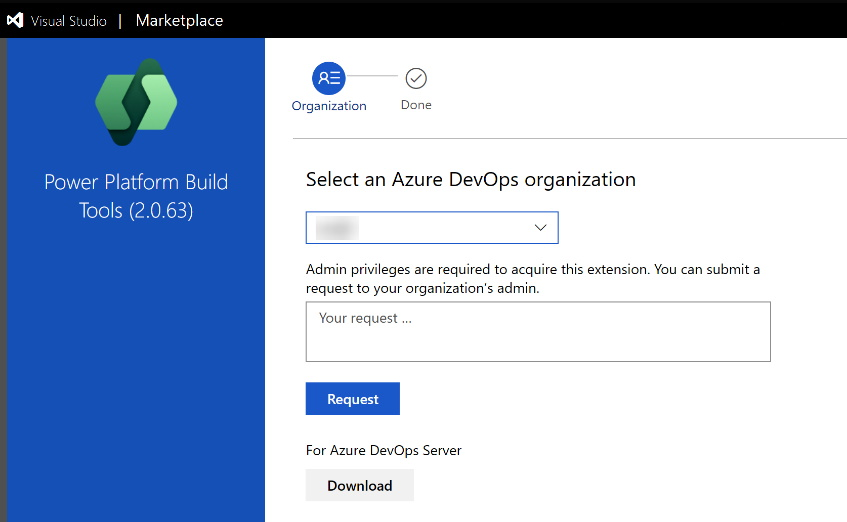 Visual Studio | Marketplace
Power Platform Build
Tools (2.0.63)
Organization
Done
Select an Azure DevOps organization
Admin privileges are required to acquire this extension. You can submit a
request to your organization's admin.
Your request ...
Request
For Azure DevOps Server
Download